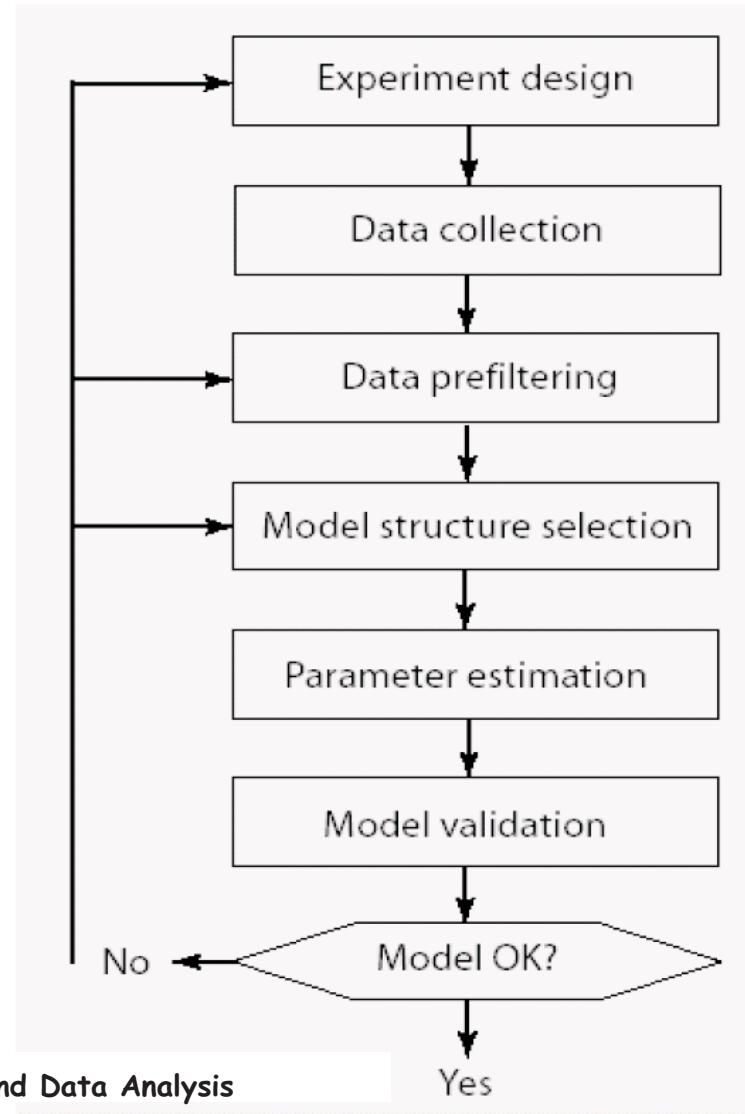 Experiment design
Data collection
Data prefiltering
Model structure selection
Parameter estimation
Model validation
Model OK?
No
Yes
nd Data Analysis